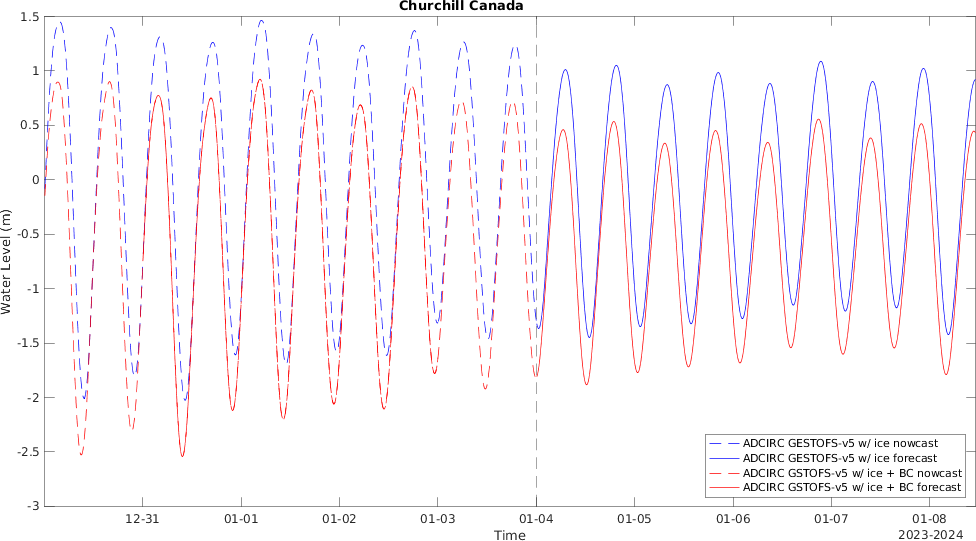 Churchill Canada
1.5
1
0.5
0
-0.5
-1
-1.5
-2
-2.5
-3
Water Level (m)
ADCIRC GESTOFS-v5 w/ ice nowcast
ADCIRC GESTOFS-v5 w/ ice forecast
ADCIRC GSTOFS-v5 w/ ice + BC nowcast
ADCIRC GSTOFS-v5 w/ ice + BC forecast
12-31 01-01 01-02 01-03 01-04 01-05 01-06 01-07 01-08
Time
2023-2024